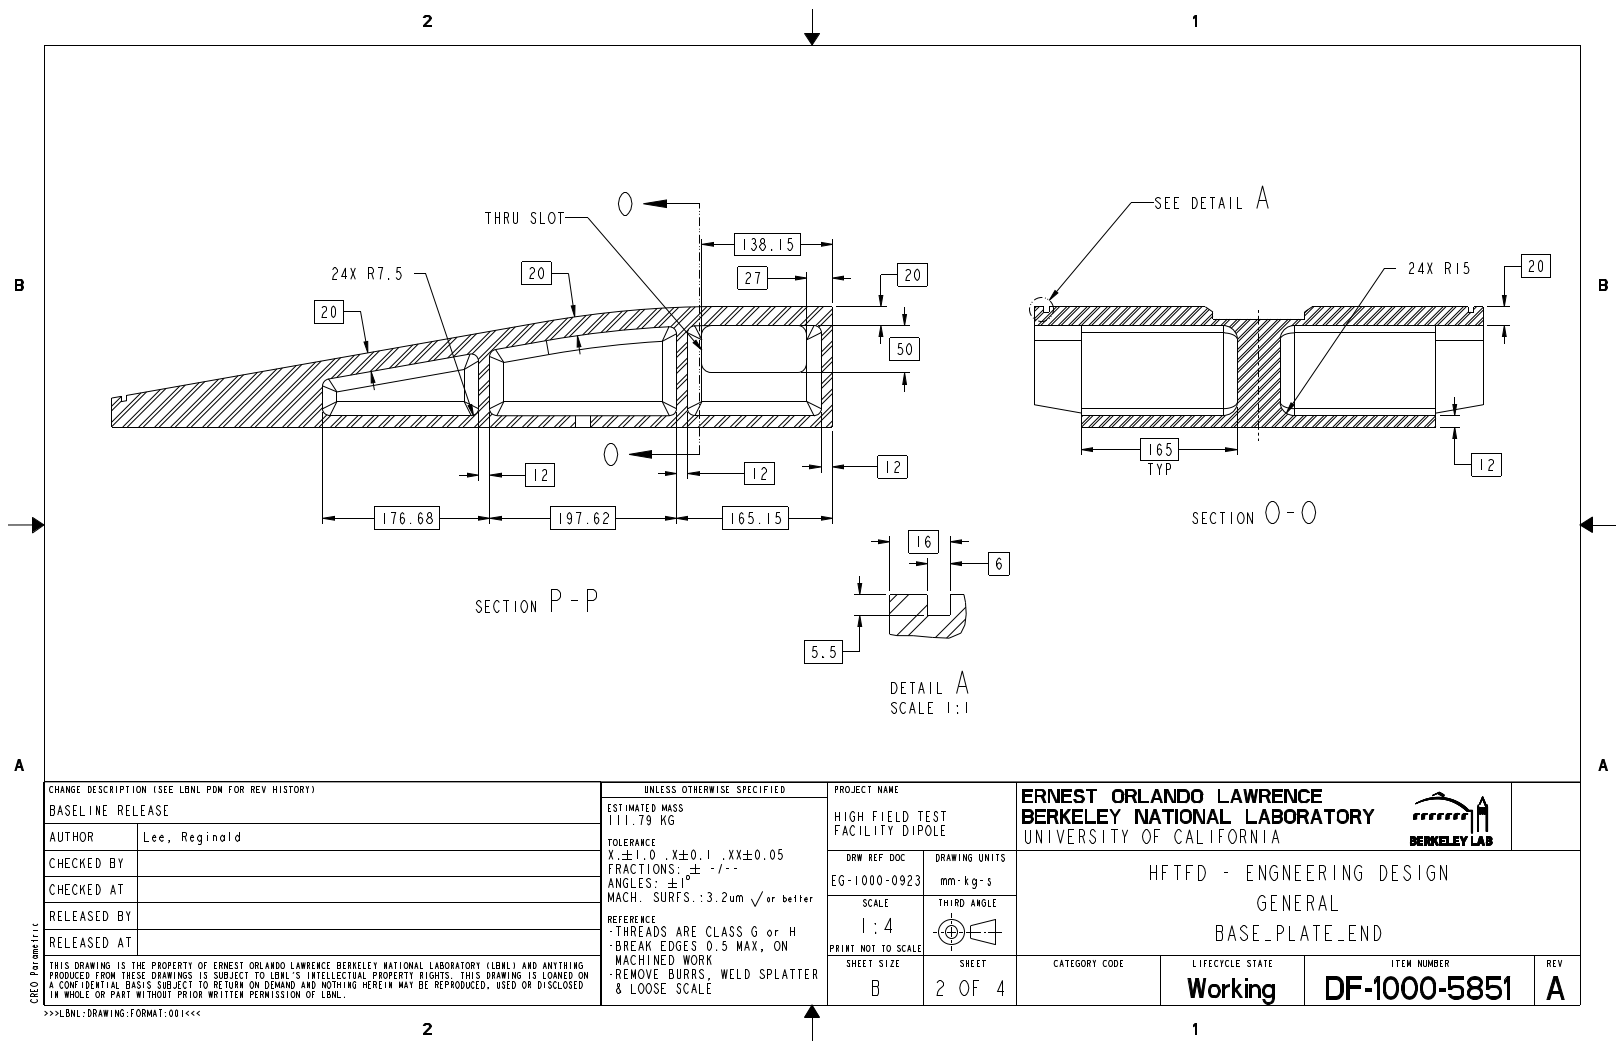 2
1
THRU SLOT
O
24X R7.5
20
20
138.15
27
20
50
O
12
12
12
176.68
197.62
165.15
SECTION P-P
SEE DETAIL A
24X R15
20
165
TYP
12
SECTION O-O
16
6
5.5
DETAIL A
SCALE 1:1
B
B
A
A
CHANGE DESCRIPTION (SEE LBNL PDM FOR REV HISTORY)
BASELINE RELEASE
AUTHOR
Lee, Reginald
CHECKED BY
CHECKED AT
RELEASED BY
RELEASED AT
THIS DRAWING IS THE PROPERTY OF ERNEST ORLANDO LAWRENCE BERKELEY NATIONAL LABORATORY (LBNL) AND ANYTHING
PRODUCED FROM THESE DRAWINGS IS SUBJECT TO LBNL'S INTELLECTUAL PROPERTY RIGHTS. THIS DRAWING IS LOANED ON
A CONFIDENTIAL BASIS SUBJECT TO RETURN ON DEMAND AND NOTHING HEREIN MAY BE REPRODUCED, USED OR DISCLOSED
IN WHOLE OR PART WITHOUT PRIOR WRITTEN PERMISSION OF LBNL.
CREO Parametric
>>>LBNL:DRAWING:FORMAT:001<<<
UNLESS OTHERWISE SPECIFIED
ESTIMATED MASS
111.79 KG
TOLERANCE
X.±1.0 .X±0.1 .XX±0.05
FRACTIONS: ± -/--
ANGLES: ±1°
MACH. SURFS.:3.2um √ or better
REFERENCE
-THREADS ARE CLASS G or H
-BREAK EDGES 0.5 MAX, ON
MACHINED WORK
-REMOVE BURRS, WELD SPLATTER
& LOOSE SCALE
PROJECT NAME
HIGH FIELD TEST
FACILITY DIPOLE
DRW REF DOC
EG-1000-0923
DRAWING UNITS
mm-kg-s
SCALE
1:4
PRINT NOT TO SCALE
THIRD ANGLE
SHEET SIZE
B
SHEET
2 OF 4
ERNEST ORLANDO LAWRENCE
BERKELEY NATIONAL LABORATORY
UNIVERSITY OF CALIFORNIA
BERKELEY LAB
HFTFD - ENGNEERING DESIGN
GENERAL
BASE_PLATE_END
CATEGORY CODE
LIFECYCLE STATE
Working
ITEM NUMBER
DF-1000-5851
REV
A
2
1